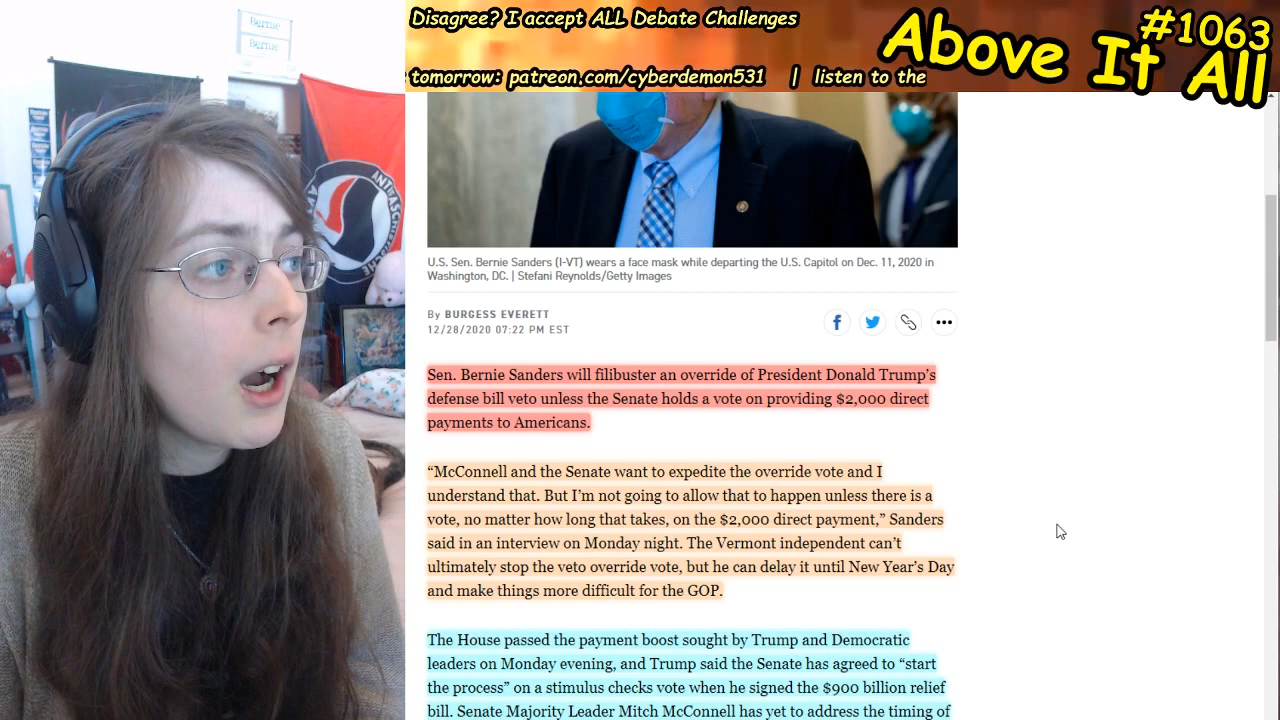 Disagree? I accept ALL Debate Challenges
tomorrow: patreon.com/cyberdemon531 | listen to the
Above It All
#1063
Bernie
Bernie
U.S. Sen. Bernie Sanders (I-VT) wears a face mask while departing the U.S. Capitol on Dec. 11, 2020 in
Washington, DC. | Stefani Reynolds/Getty Images
By BURGESS EVERETT
12/28/2020 07:22 PM EST
Sen. Bernie Sanders will filibuster an override of President Donald Trump’s
defense bill veto unless the Senate holds a vote on providing $2,000 direct
payments to Americans.
“McConnell and the Senate want to expedite the override vote and I
understand that. But I’m not going to allow that to happen unless there is a
vote, no matter how long that takes, on the $2,000 direct payment,” Sanders
said in an interview on Monday night. The Vermont independent can’t
ultimately stop the veto override vote, but he can delay it until New Year’s Day
and make things more difficult for the GOP.
The House passed the payment boost sought by Trump and Democratic
leaders on Monday evening, and Trump said the Senate has agreed to “start
the process” on a stimulus checks vote when he signed the $900 billion relief
bill. Senate Majority Leader Mitch McConnell has yet to address the timing of